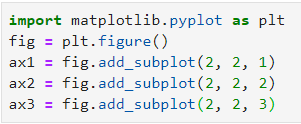 import matplotlib.pyplot as plt
fig = plt.figure()
ax1 = fig.add_subplot(2, 2, 1)
ax2 = fig.add_subplot(2, 2, 2)
ax3 = fig.add_subplot(2, 2, 3)